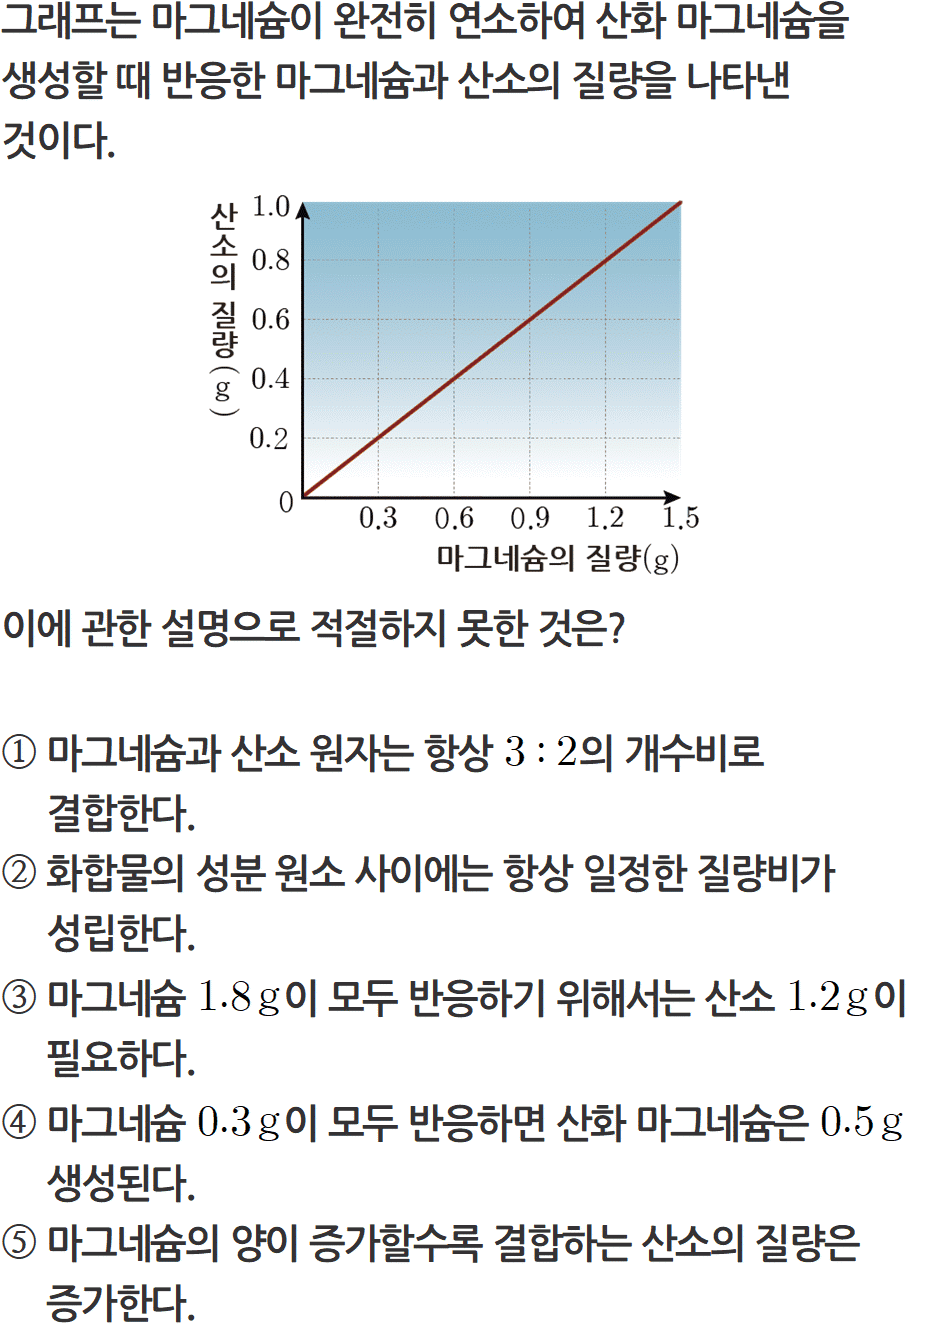 그래프는 마그네슘이 완전히 연소하여 산화 마그네슘을
생성할 때 반응한 마그네슘과 산소의 질량을 나타낸
것이다.
산소의 질량(g)
1.0
0.8
0.6
0.4
0.2
0
0.3 0.6 0.9 1.2 1.5
마그네슘의 질량(g)
이에 관한 설명으로 적절하지 못한 것은?
① 마그네슘과 산소 원자는 항상 3 : 2의 개수비로
결합한다.
② 화합물의 성분 원소 사이에는 항상 일정한 질량비가
성립한다.
③ 마그네슘 1.8 g이 모두 반응하기 위해서는 산소 1.2 g이
필요하다.
④ 마그네슘 0.3 g이 모두 반응하면 산화 마그네슘은 0.5 g
생성된다.
⑤ 마그네슘의 양이 증가할수록 결합하는 산소의 질량은
증가한다.